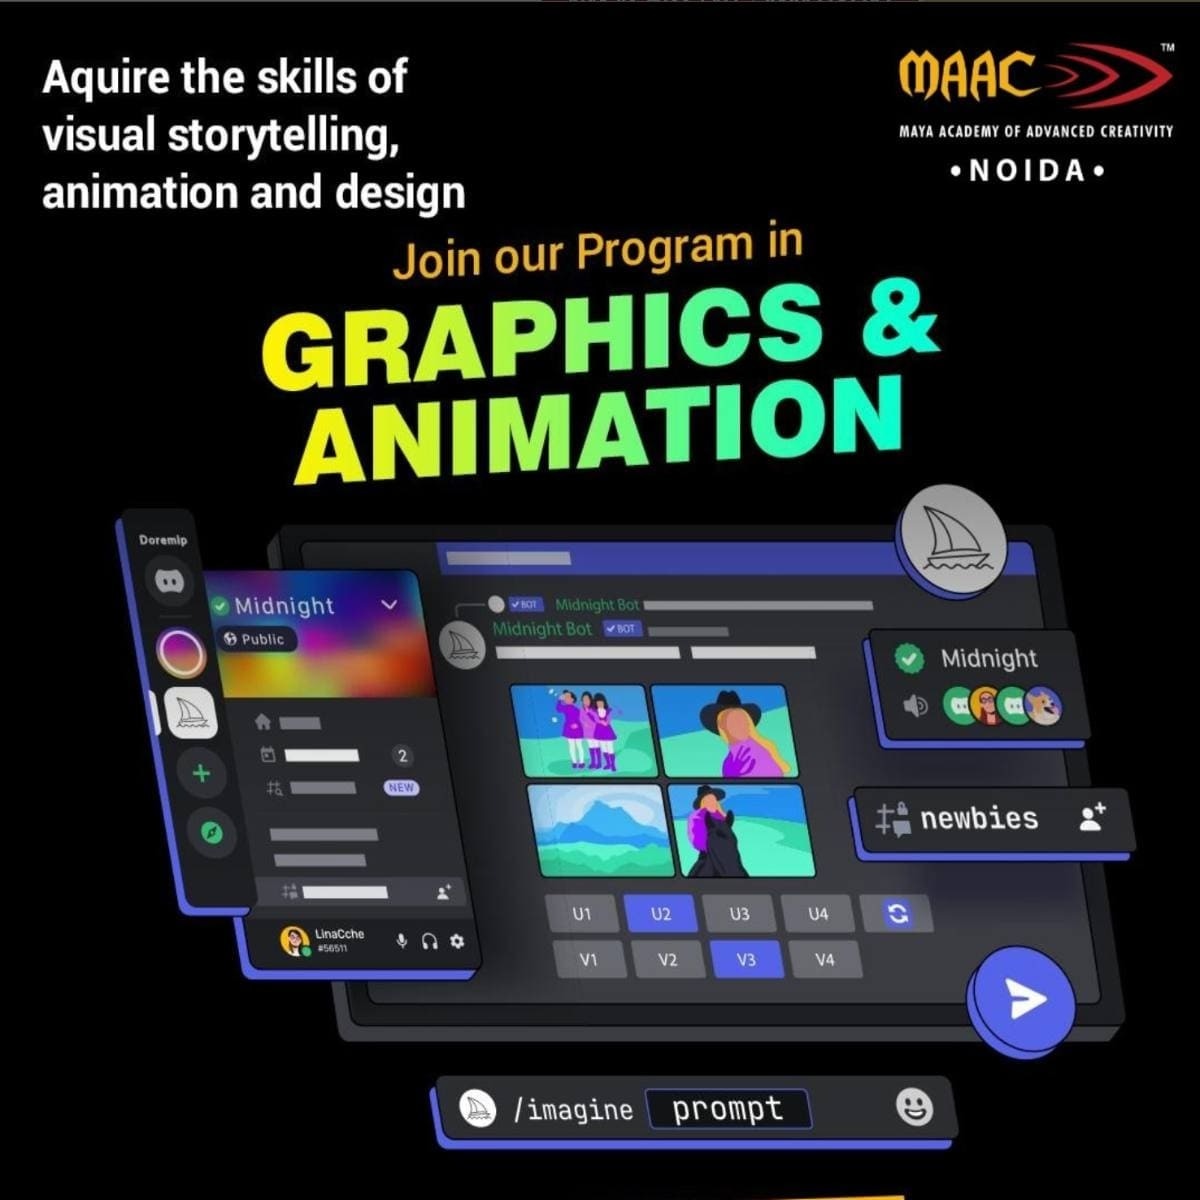 Aquire the skills of
visual storytelling,
animation and design
MAAC TM
MAYA ACADEMY OF ADVANCED CREATIVITY
•NOIDA•
Join our Program in
GRAPHICS &
ANIMATION
Doremip
Midnight
Public
2
NEW
LinaCche
#56511
BOT Midnight Bot
Midnight Bot BOT
U1 U2 U3 U4
V1 V2 V3 V4
Midnight
newbies
/imagine prompt